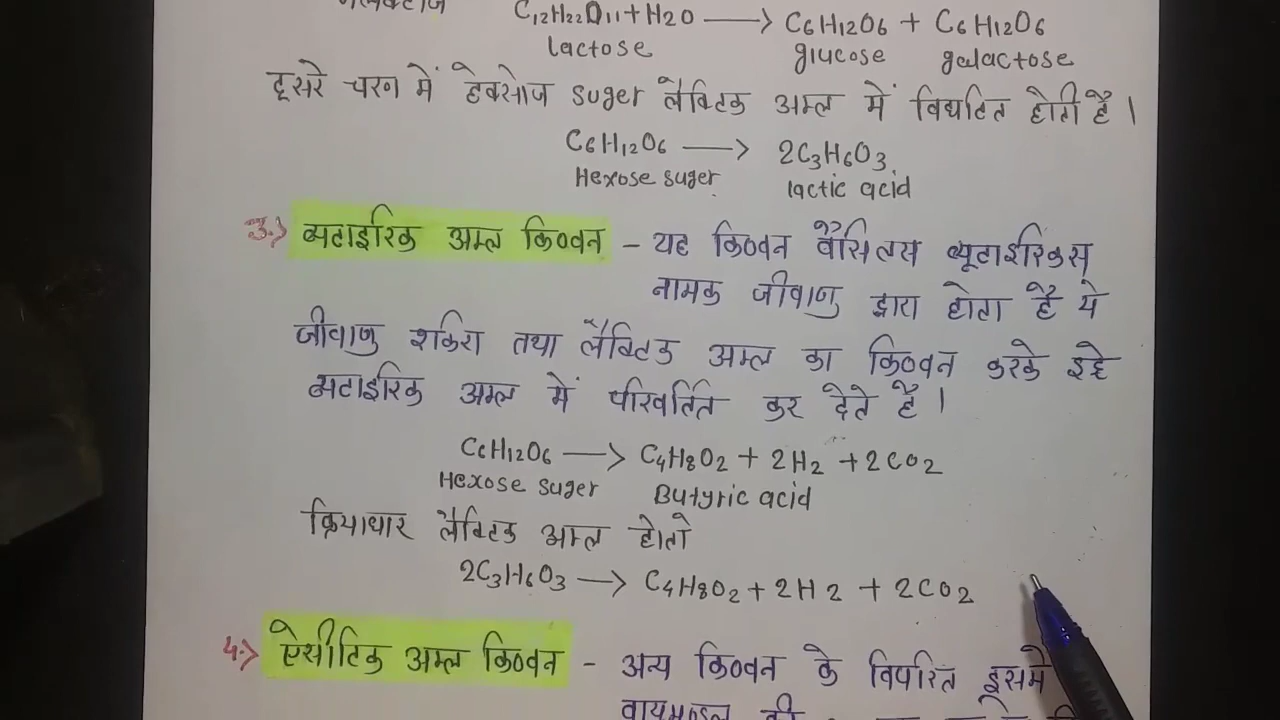 C12H22O11 + H2O ⟶ C6H12O6 + C6H12O6
lactose glucose galactose
दूसरे चरण में हेक्सोज suger लैक्टिक अम्ल में विघटित होती है ।
C6H12O6 ⟶ 2C3H6O3
Hexose suger lactic acid
3.) ब्यूटाइरिक अम्ल किण्वन – यह किण्वन बैसिलस ब्यूटाईरिकस्
नामक जीवाणु द्वारा होता है ये
जीवाणु शर्करा तथा लैक्टिक अम्ल का किण्वन करके इन्हे
ब्यूटाइरिक अम्ल में परिवर्तित कर देते है ।
C6H12O6 ⟶ C4H8O2 + 2H2 + 2CO2
Hexose suger Butyric acid
क्रियाधार लैक्टिक अम्ल हो तो
2C3H6O3 ⟶ C4H8O2 + 2H2 + 2CO2
4.) ऐसीटिक अम्ल किण्वन – अन्य किण्वन के विपरित इसमें